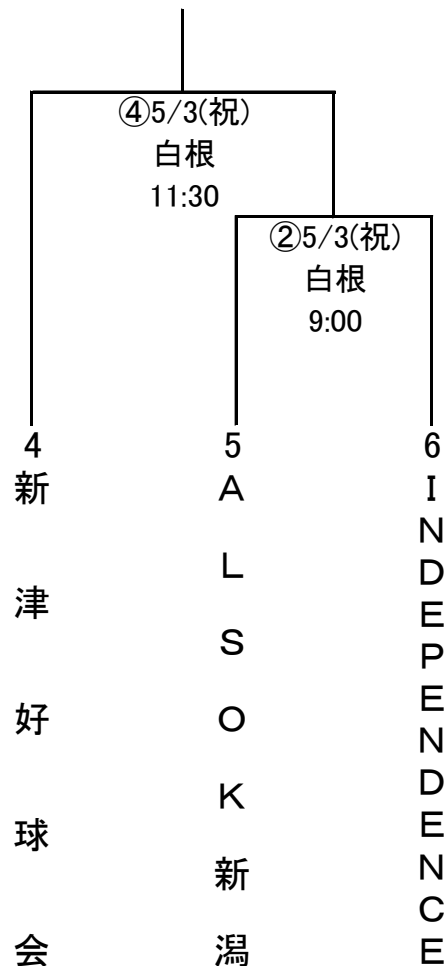 ④5/3(祝)
白根
11:30
②5/3(祝)
白根
9:00
4
新津好球会
5
ALSOK新潟
6
INDEPENDENCE